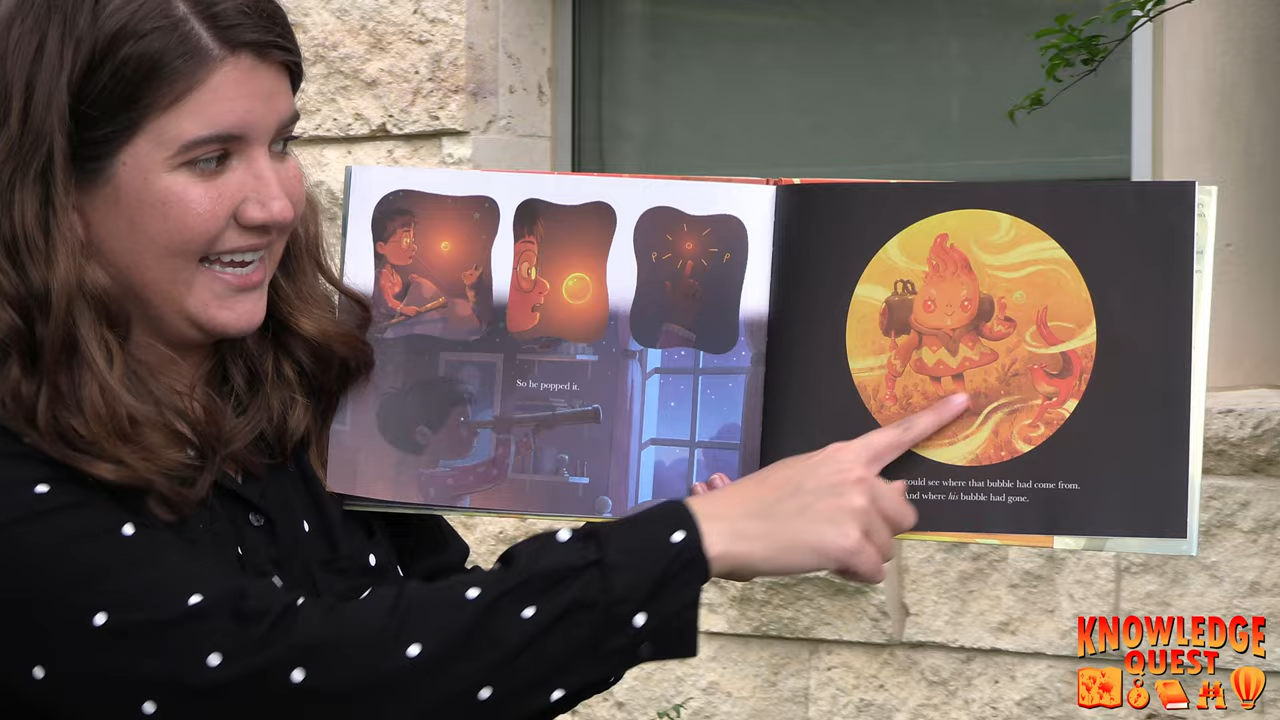 P P
So he popped it.
could see where that bubble had come from.
And where his bubble had gone.
KNOWLEDGE
QUEST